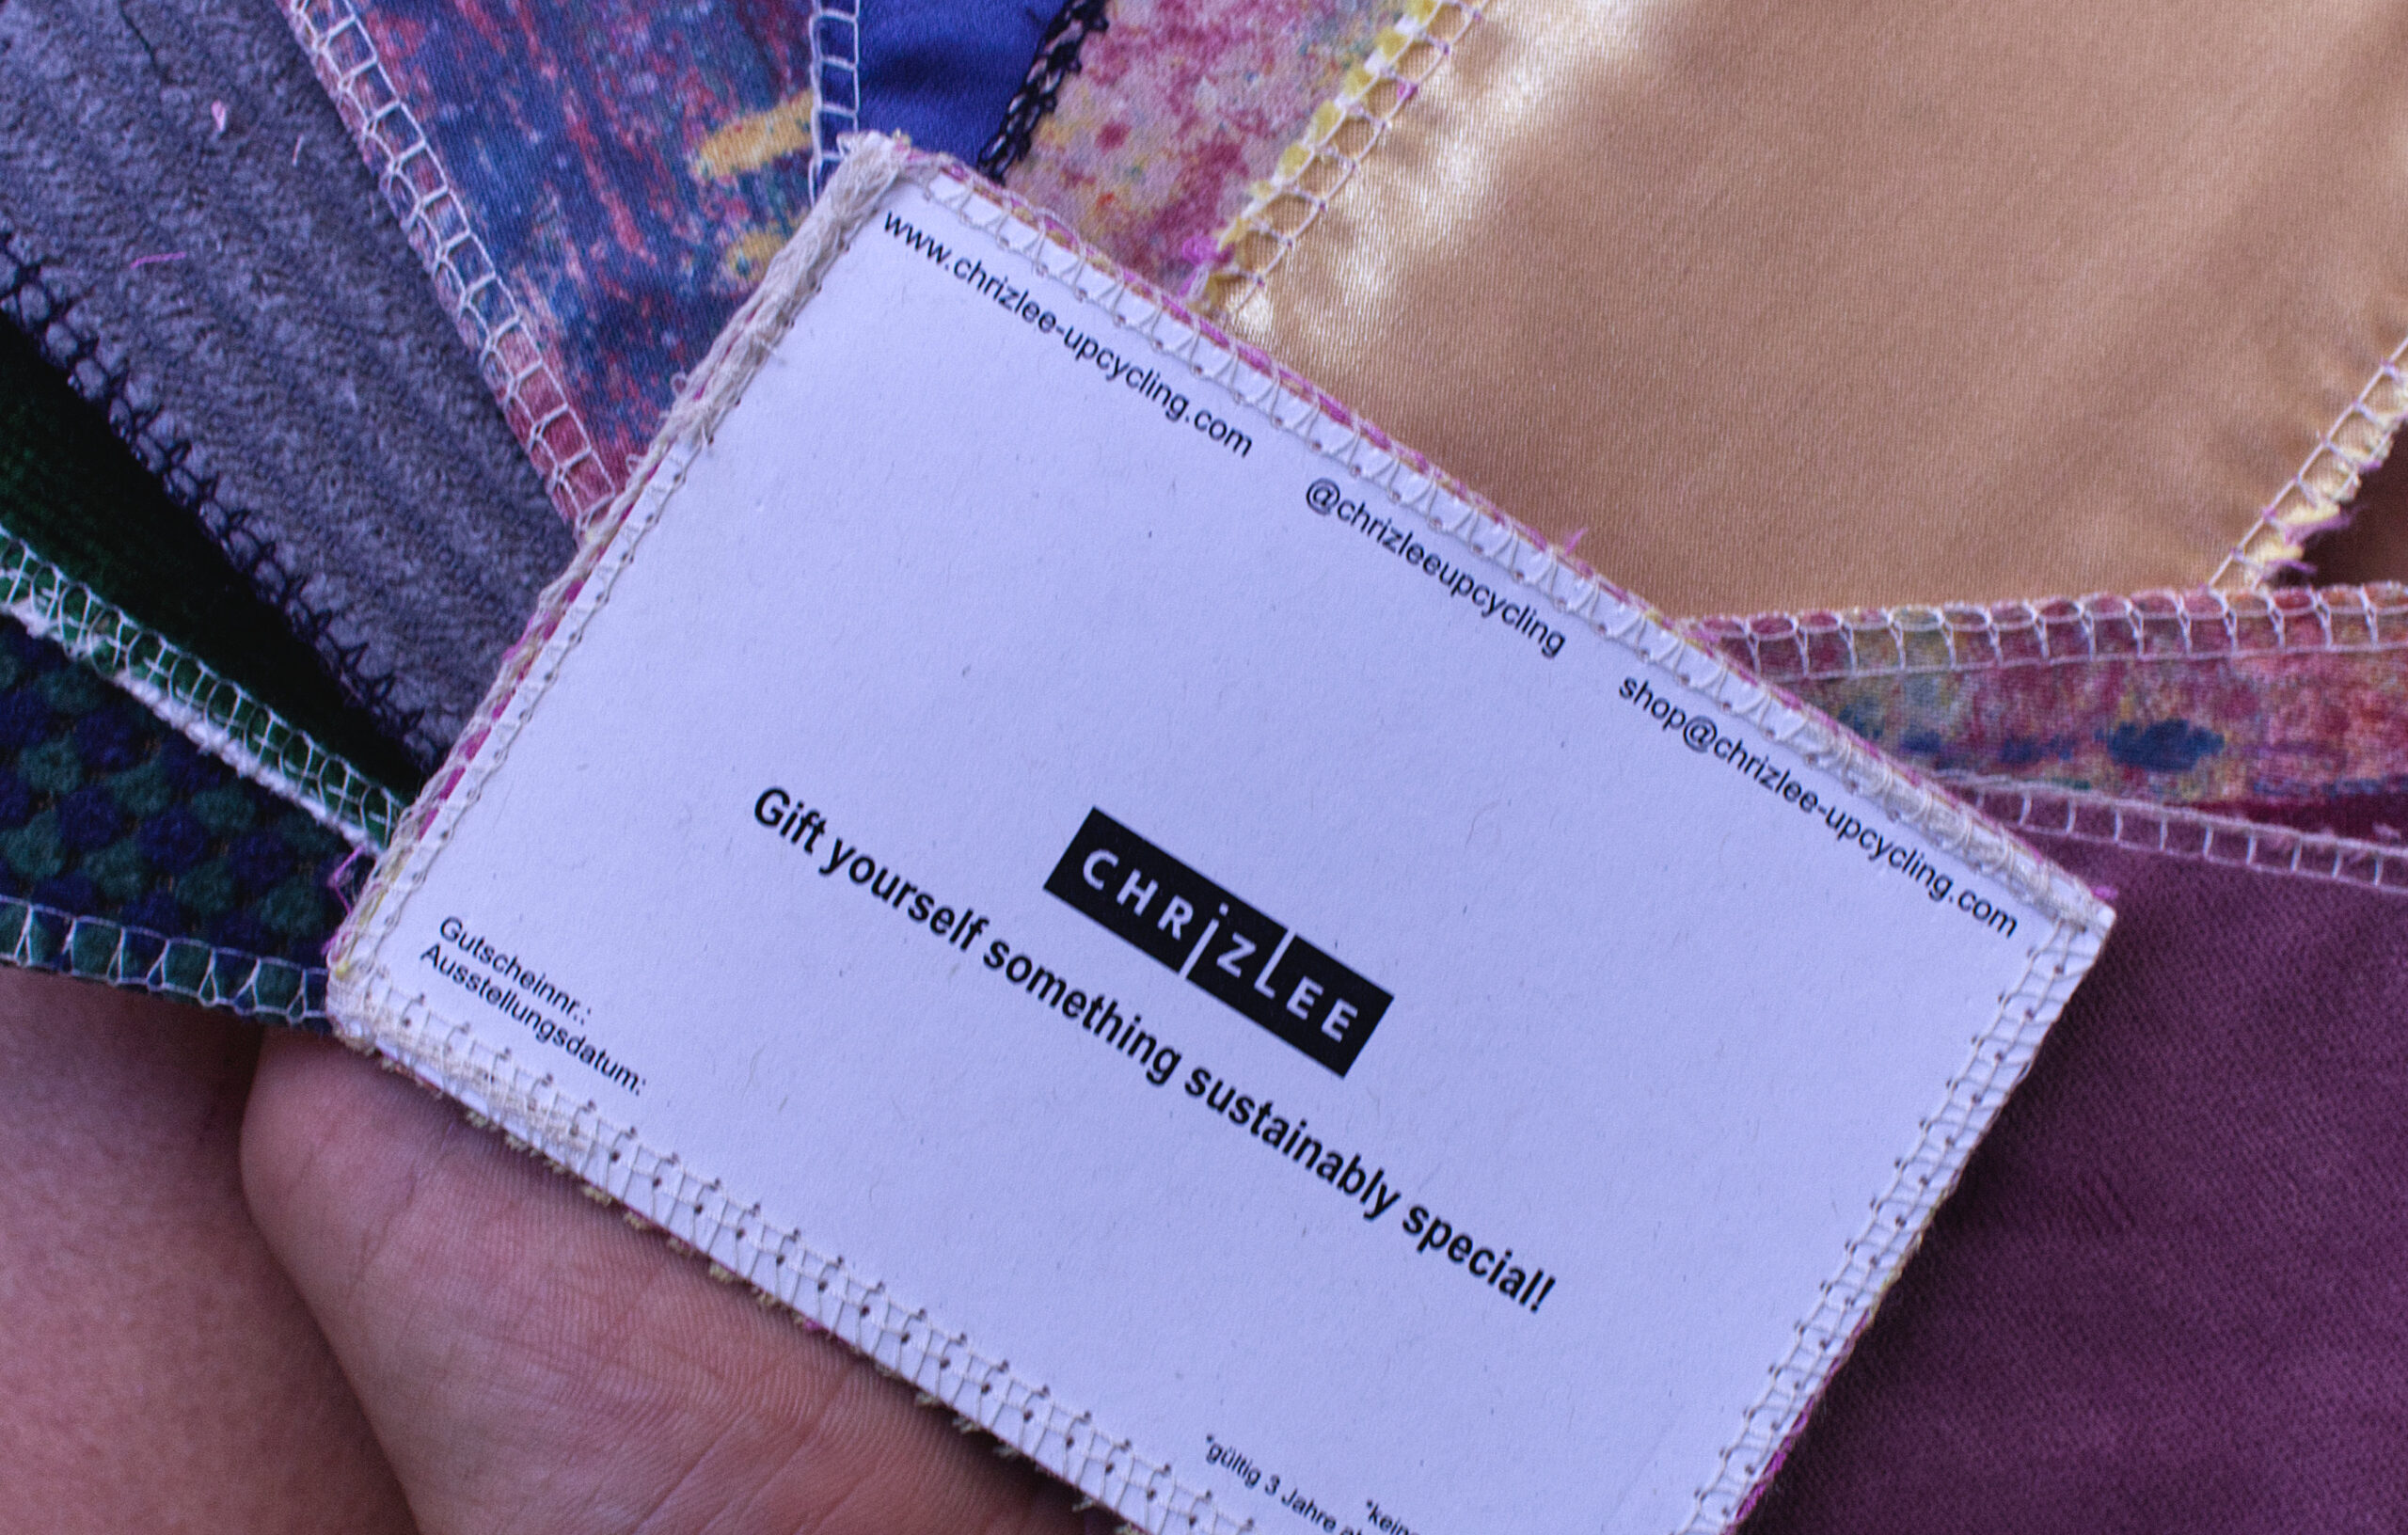 www.chrizlee-upcycling.com @chrizleeupcycling shop@chrizlee-upcycling.com
CHRiZLEE
Gift yourself something sustainably special!
Gutscheinnr.:
Ausstellungsdatum:
*gültig 3 Jahre